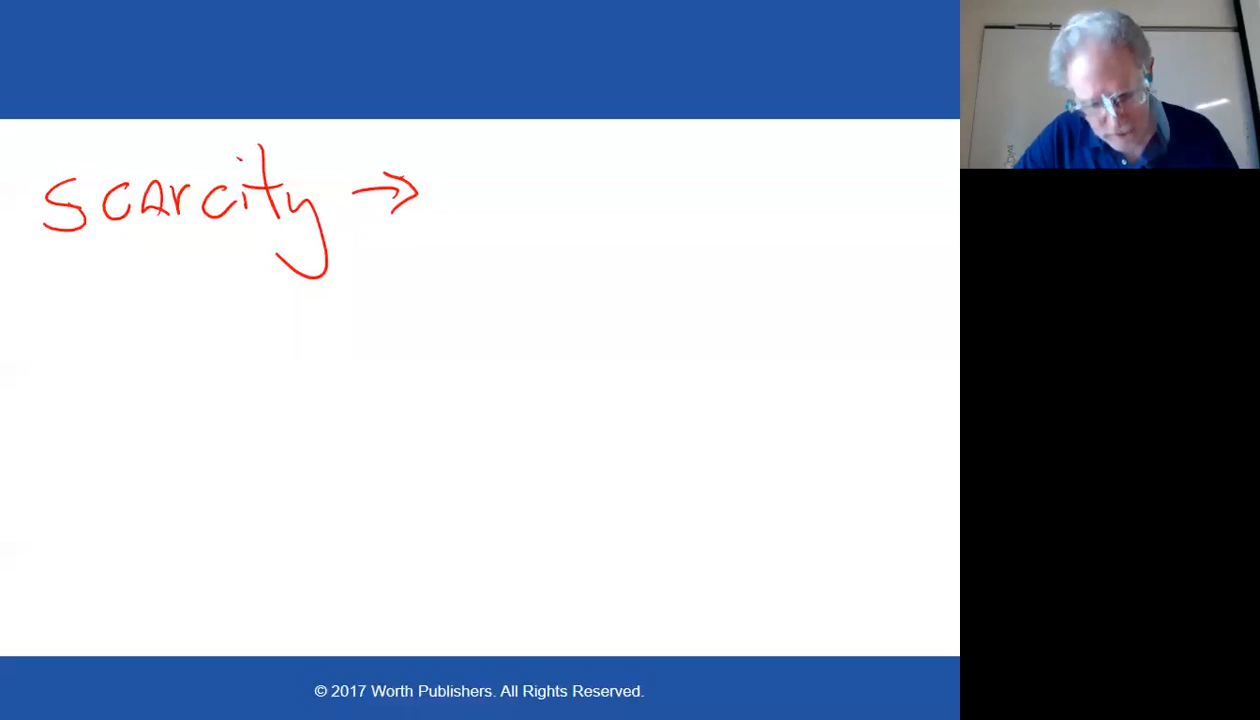 scarcity →
© 2017 Worth Publishers. All Rights Reserved.